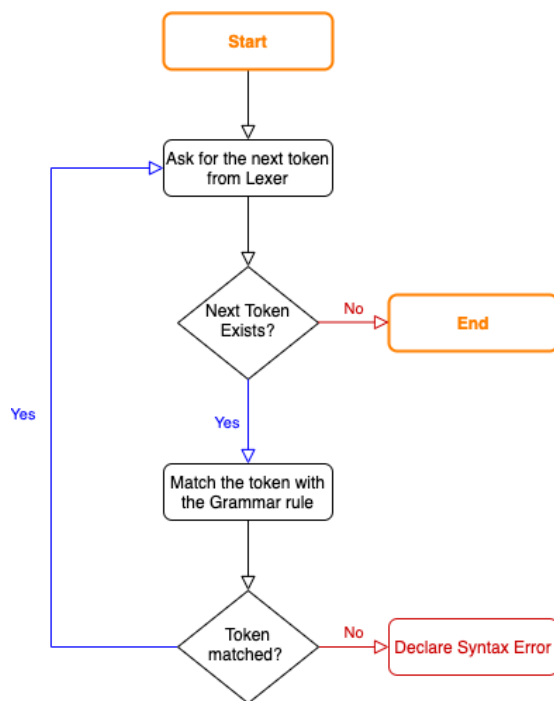 Start
Ask for the next token
from Lexer
Next Token
Exists?
No
End
Yes
Yes
Match the token with
the Grammar rule
Token
matched?
No
Declare Syntax Error